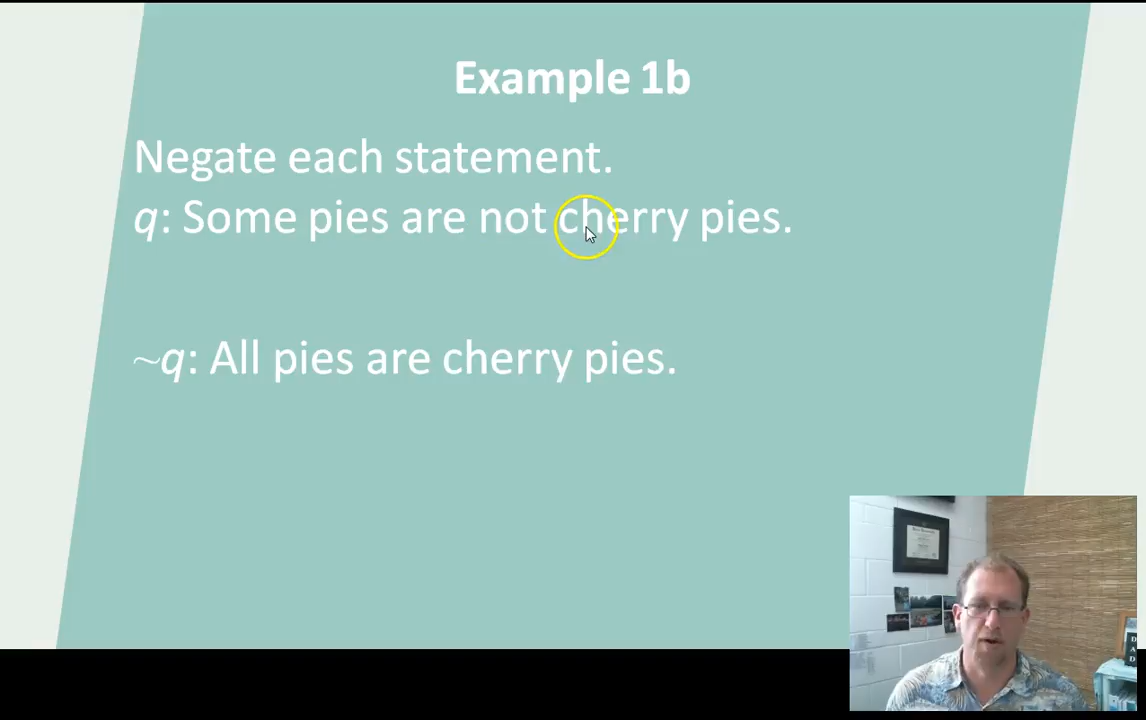 Example 1b
Negate each statement.
q: Some pies are not cherry pies.
~q: All pies are cherry pies.
D
A
D